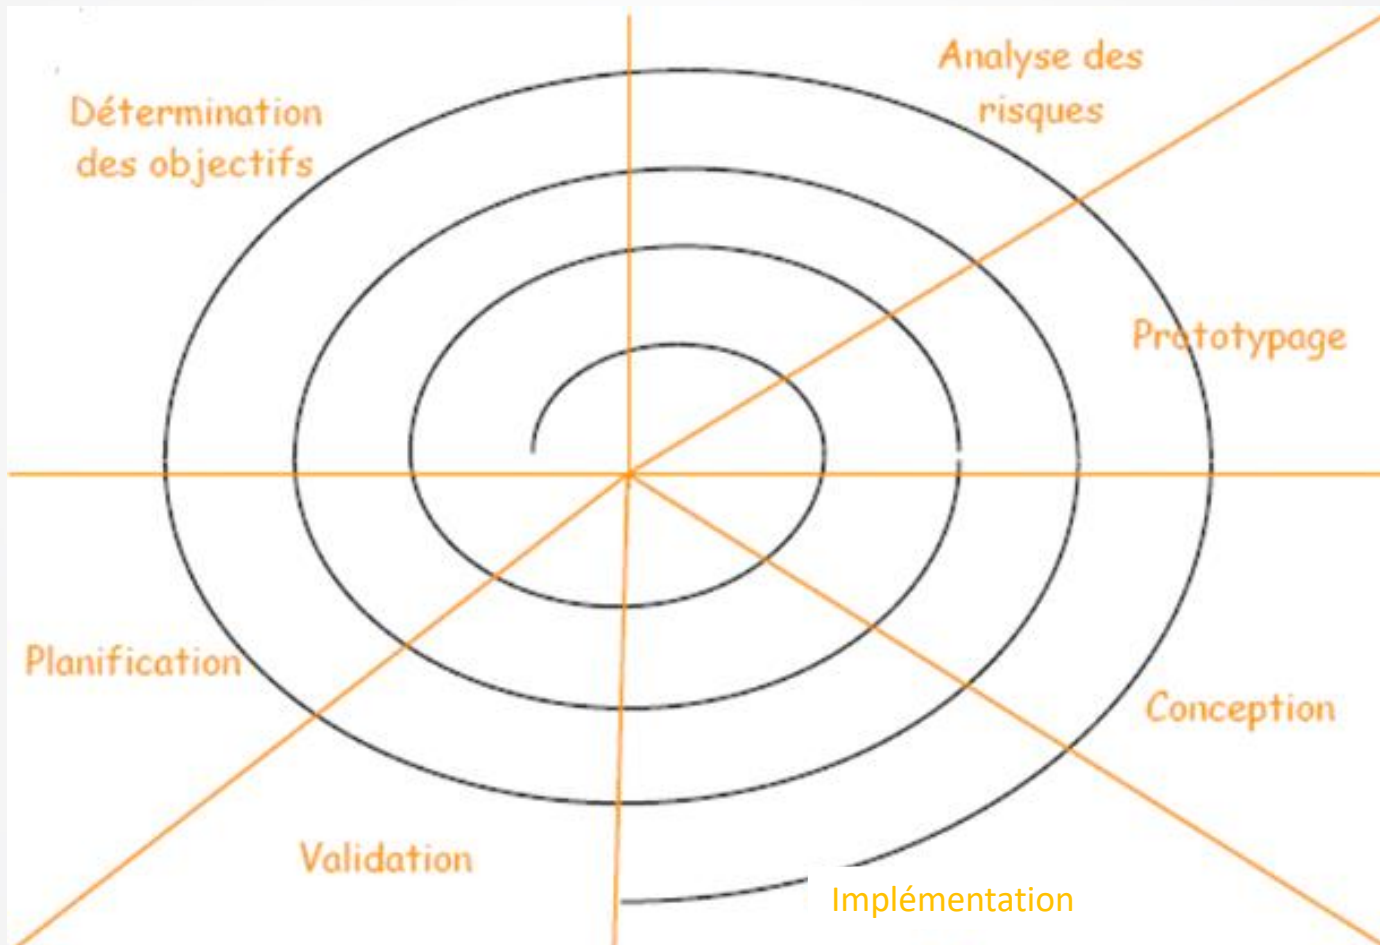 Analyse des
risques
Détermination
des objectifs
Prototypage
Planification
Conception
Validation
Implémentation